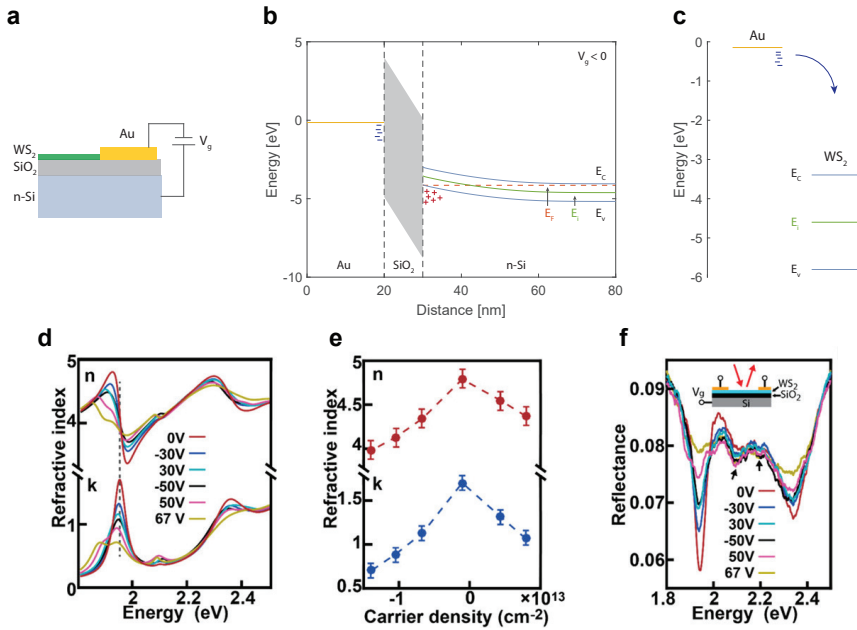 a
Au
WS₂
SiO₂
n-Si
Vg
b
5
0
-5
-10
Energy [eV]
Vg < 0
EC
EF
Ei
Ev
Au
SiO₂
n-Si
0
20
40
60
80
Distance [nm]
c
0
-1
-2
-3
-4
-5
-6
Energy [eV]
Au
WS₂
EC
Ei
Ev
d
5
4
1
0
Refractive index
n
k
0V
-30V
30V
-50V
50V
67 V
2
2.2
2.4
Energy (eV)
e
5
4.5
4
1.5
1
0.5
Refractive index
n
k
-1
0
×10¹³
Carrier density (cm⁻²)
f
0.09
0.08
0.07
0.06
Reflectance
Vg
WS₂
SiO₂
Si
0V
-30V
30V
-50V
50V
67 V
1.8
2
2.2
2.4
Energy (eV)